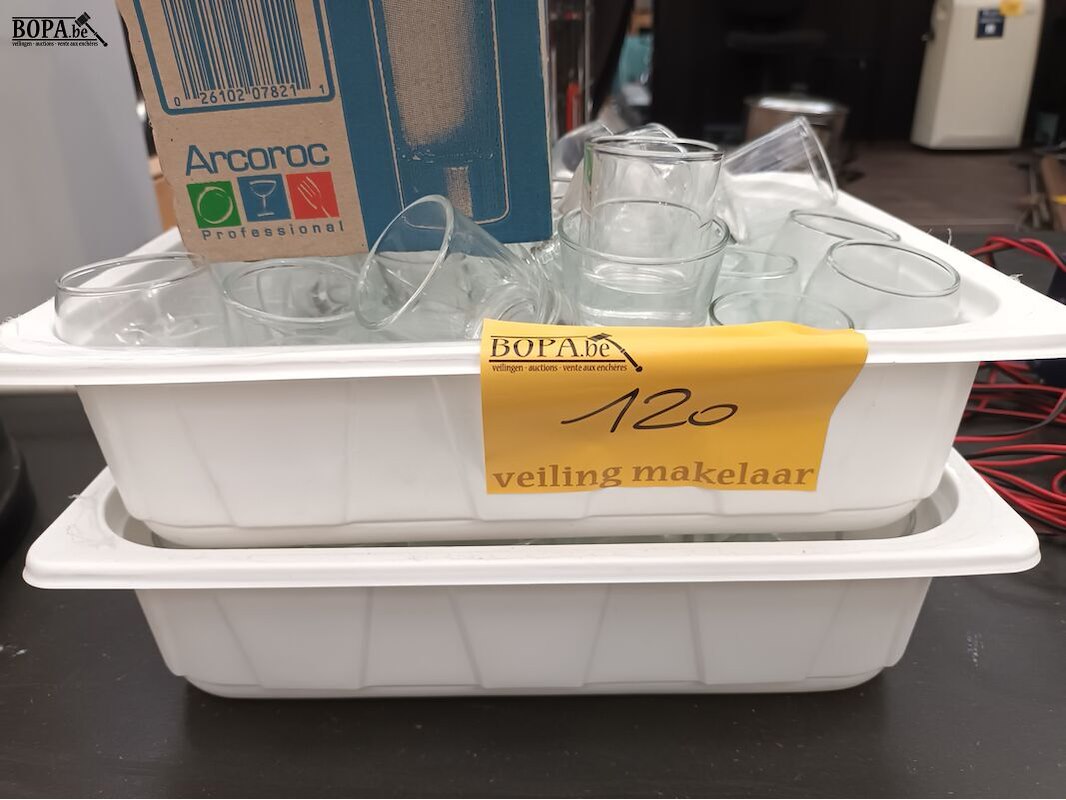 BOPA.be
veilingen - auctions - vente aux enchères
0 26102 07821 1
Arcoroc
Professional
BOPA.be
veilingen - auctions - vente aux enchères
120
veiling makelaar